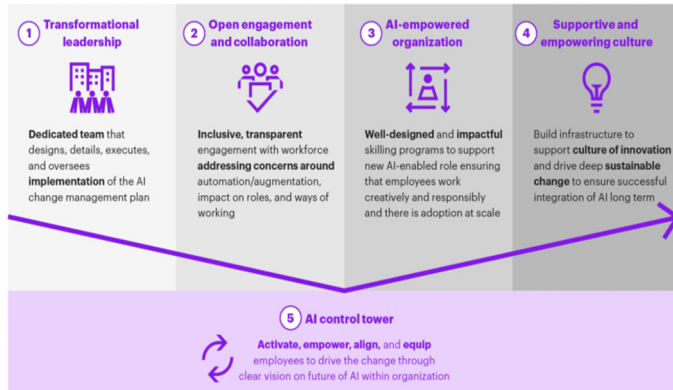 1 Transformational
leadership
Dedicated team that
designs, details, executes,
and oversees
implementation of the AI
change management plan
2 Open engagement
and collaboration
Inclusive, transparent
engagement with workforce
addressing concerns around
automation/augmentation,
impact on roles, and ways of
working
3 AI-empowered
organization
Well-designed and impactful
skilling programs to support
new AI-enabled role ensuring
that employees work
creatively and responsibly
and there is adoption at scale
4 Supportive and
empowering culture
Build infrastructure to
support culture of innovation
and drive deep sustainable
change to ensure successful
integration of AI long term
5 AI control tower
Activate, empower, align, and equip
employees to drive the change through
clear vision on future of AI within organization